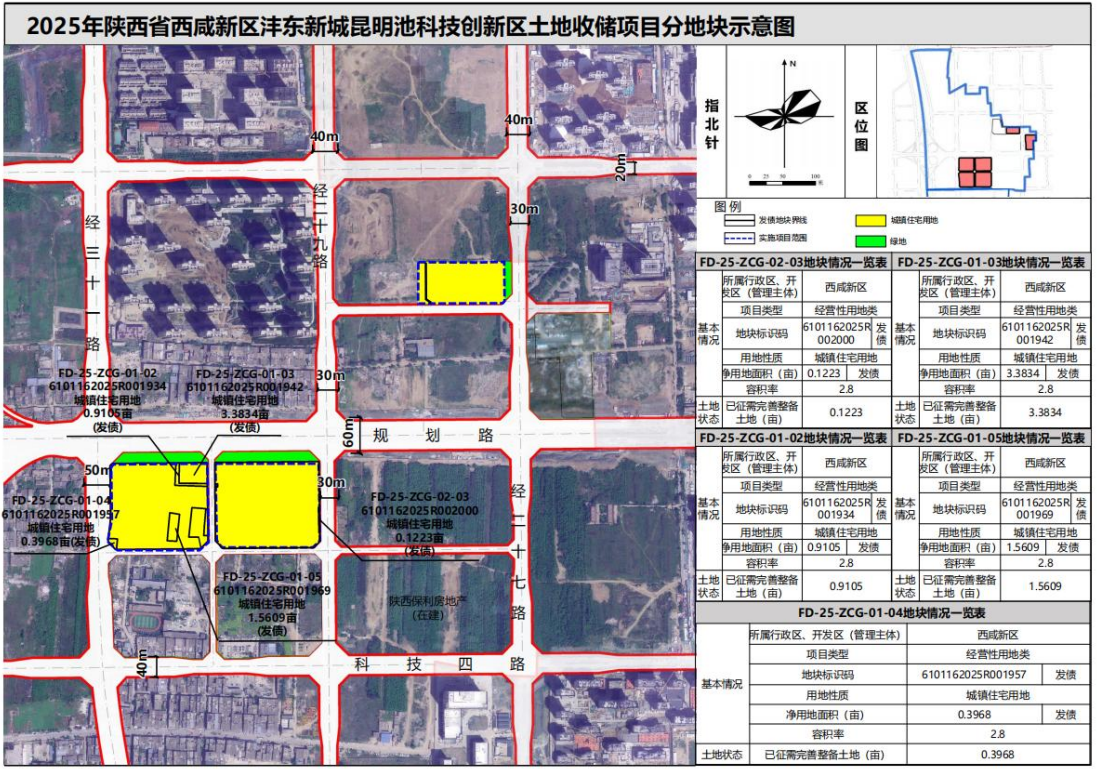 2025年陕西省西咸新区沣东新城昆明池科技创新区土地收储项目分地块示意图
40m
40m
20m
30m
经三十一路
经二十九路
FD-25-ZCG-01-02
6101162025R001934
城镇住宅用地
0.9105亩
(发债)
FD-25-ZCG-01-03
6101162025R001942
城镇住宅用地
3.3834亩
(发债)
30m
60m
规划路
50m
30m
FD-25-ZCG-01-04
6101162025R001957
城镇住宅用地
0.3968亩(发债)
FD-25-ZCG-02-03
6101162025R002000
城镇住宅用地
0.1223亩
(发债)
经二十七路
FD-25-ZCG-01-05
6101162025R001969
城镇住宅用地
1.5609亩
(发债)
陕西保利房地产
(在建)
40m
科技四路
指北针
N
0 25 50 100
米
区位图
图例
发债地块界线
城镇住宅用地
实施项目范围
绿地
FD-25-ZCG-02-03地块情况一览表
基本情况
所属行政区、开发区（管理主体）
西咸新区
项目类型
经营性用地类
地块标识码
6101162025R002000
发债
用地性质
城镇住宅用地
净用地面积（亩）
0.1223
发债
容积率
2.8
土地状态
已征需完善整备土地（亩）
0.1223
FD-25-ZCG-01-03地块情况一览表
基本情况
所属行政区、开发区（管理主体）
西咸新区
项目类型
经营性用地类
地块标识码
6101162025R001942
发债
用地性质
城镇住宅用地
净用地面积（亩）
3.3834
发债
容积率
2.8
土地状态
已征需完善整备土地（亩）
3.3834
FD-25-ZCG-01-02地块情况一览表
基本情况
所属行政区、开发区（管理主体）
西咸新区
项目类型
经营性用地类
地块标识码
6101162025R001934
发债
用地性质
城镇住宅用地
净用地面积（亩）
0.9105
发债
容积率
2.8
土地状态
已征需完善整备土地（亩）
0.9105
FD-25-ZCG-01-05地块情况一览表
基本情况
所属行政区、开发区（管理主体）
西咸新区
项目类型
经营性用地类
地块标识码
6101162025R001969
发债
用地性质
城镇住宅用地
净用地面积（亩）
1.5609
发债
容积率
2.8
土地状态
已征需完善整备土地（亩）
1.5609
FD-25-ZCG-01-04地块情况一览表
基本情况
所属行政区、开发区（管理主体）
西咸新区
项目类型
经营性用地类
地块标识码
6101162025R001957
发债
用地性质
城镇住宅用地
净用地面积（亩）
0.3968
发债
容积率
2.8
土地状态
已征需完善整备土地（亩）
0.3968